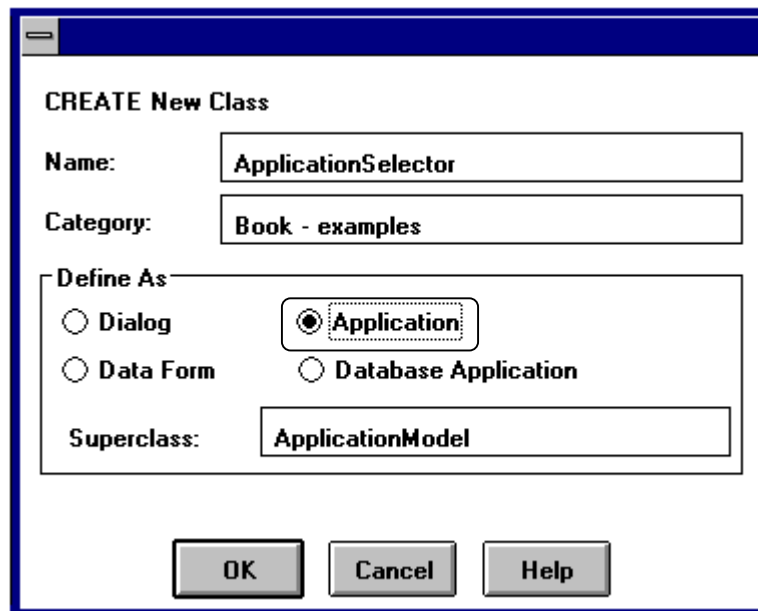 CREATE New Class
Name: ApplicationSelector
Category: Book - examples
Define As
Dialog Application
Data Form Database Application
Superclass: ApplicationModel
OK Cancel Help